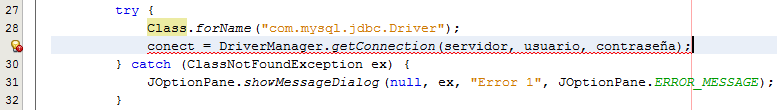 27 try {
28 Class.forName("com.mysql.jdbc.Driver");
conect = DriverManager.getConnection(servidor, usuario, contraseña);
30 } catch (ClassNotFoundException ex) {
31 JOptionPane.showMessageDialog(null, ex, "Error 1", JOptionPane.ERROR_MESSAGE);
32 }